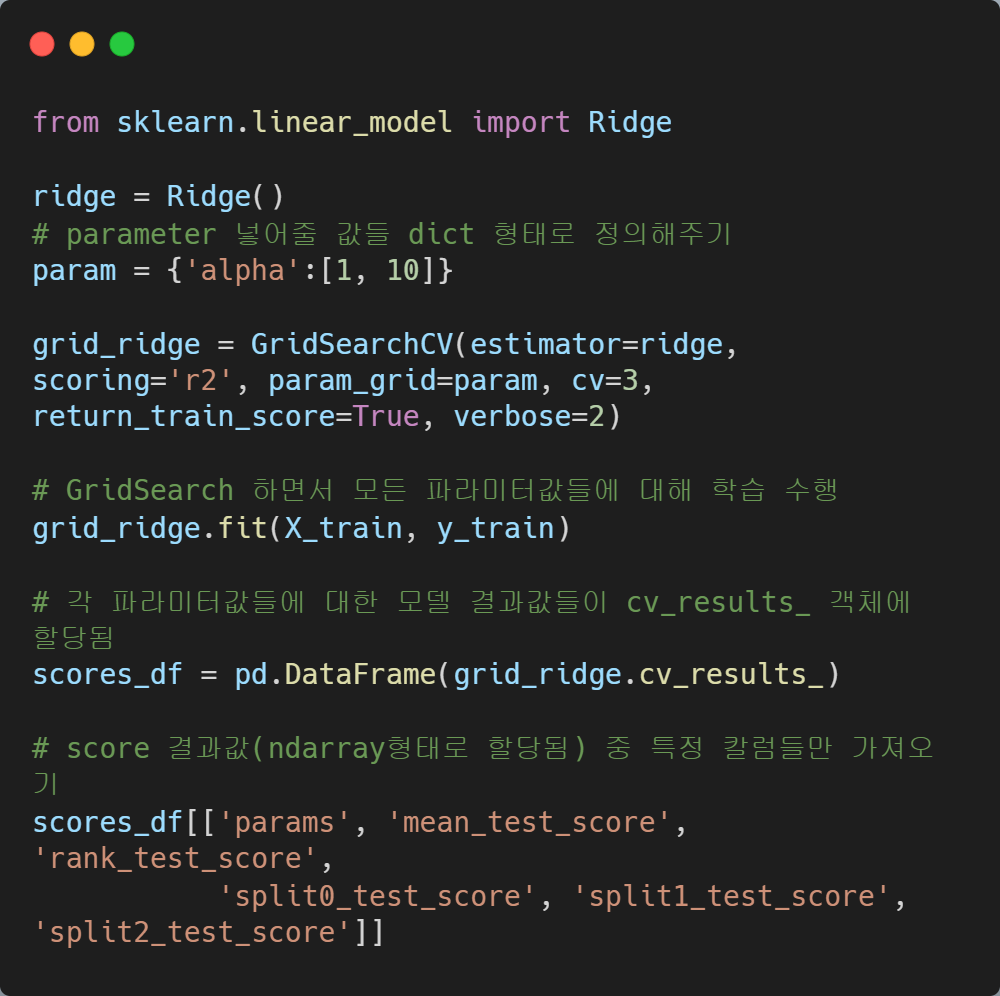 from sklearn.linear_model import Ridge
ridge = Ridge()
# parameter 넣어줄 값들 dict 형태로 정의해주기
param = {'alpha':[1, 10]}
grid_ridge = GridSearchCV(estimator=ridge,
scoring='r2', param_grid=param, cv=3,
return_train_score=True, verbose=2)
# GridSearch 하면서 모든 파라미터값들에 대해 학습 수행
grid_ridge.fit(X_train, y_train)
# 각 파라미터값들에 대한 모델 결과값들이 cv_results_ 객체에
할당됨
scores_df = pd.DataFrame(grid_ridge.cv_results_)
# score 결과값(ndarray형태로 할당됨) 중 특정 칼럼들만 가져오
기
scores_df[['params', 'mean_test_score',
'rank_test_score',
           'split0_test_score', 'split1_test_score',
'split2_test_score']]